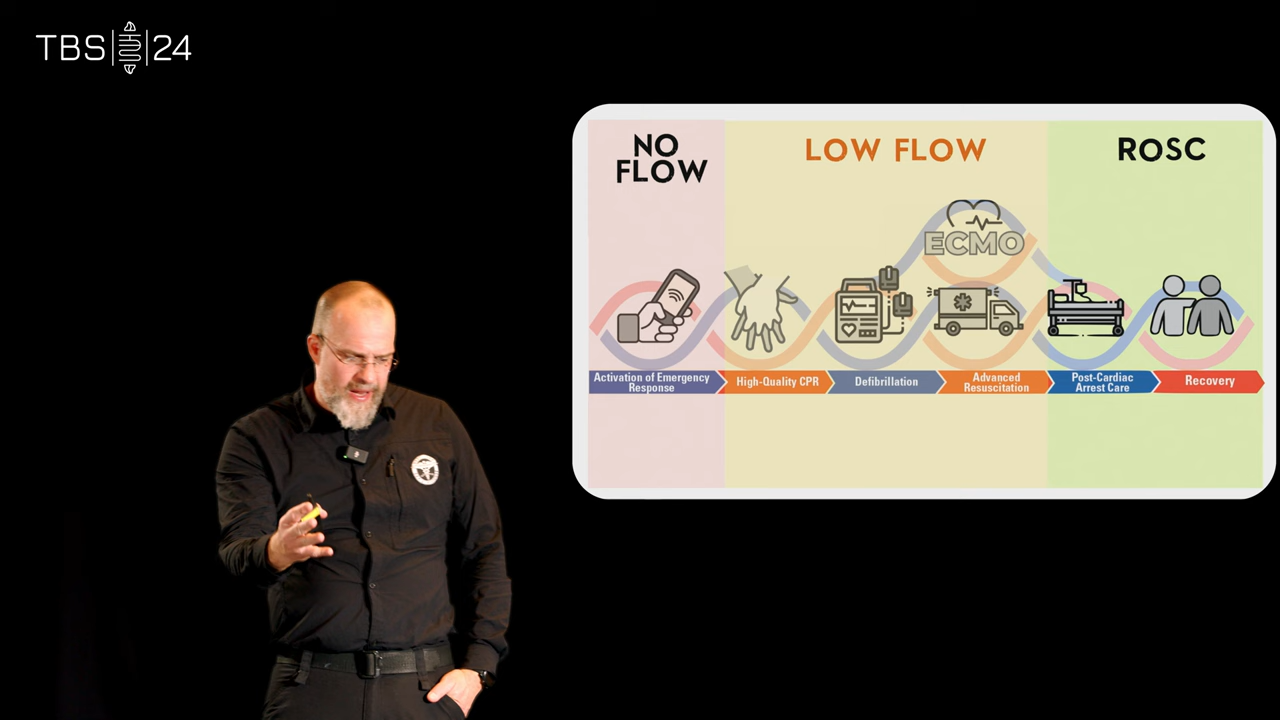 TBS 24
NO
FLOW
LOW FLOW
ROSC
ECMO
Activation of Emergency
Response
High-Quality CPR
Defibrillation
Advanced
Resuscitation
Post-Cardiac
Arrest Care
Recovery